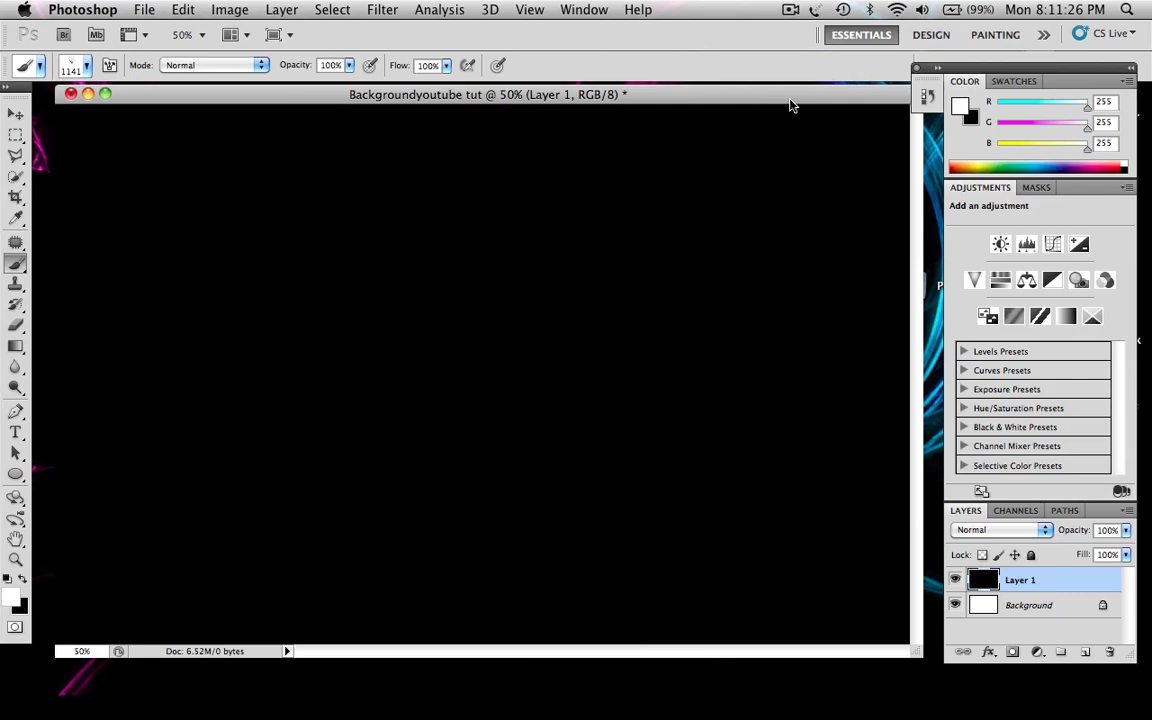 Photoshop File Edit Image Layer Select Filter Analysis 3D View Window Help (99%) Mon 8:11:26 PM
Ps Br Mb 50% ESSENTIALS DESIGN PAINTING CS Live
1141 Mode: Normal Opacity: 100% Flow: 100%
Backgroundyoutube tut @ 50% (Layer 1, RGB/8) *
COLOR SWATCHES
R 255
G 255
B 255
ADJUSTMENTS MASKS
Add an adjustment
Levels Presets
Curves Presets
Exposure Presets
Hue/Saturation Presets
Black & White Presets
Channel Mixer Presets
Selective Color Presets
LAYERS CHANNELS PATHS
Normal Opacity: 100%
Lock: Fill: 100%
Layer 1
Background
50% Doc: 6.52M/0 bytes